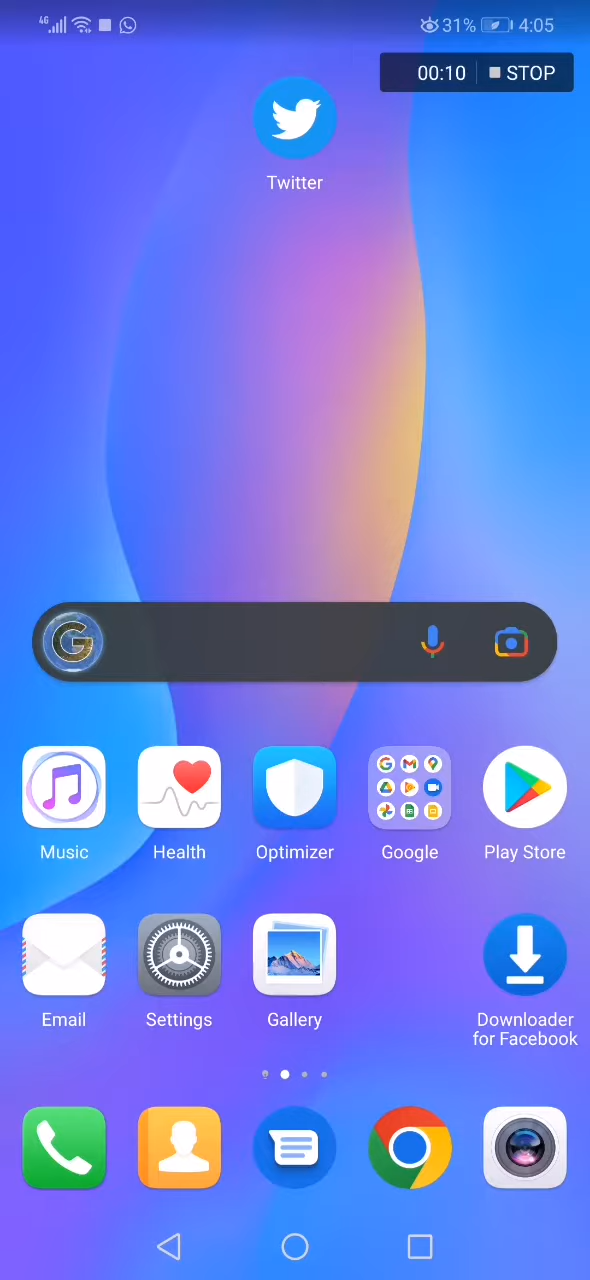 4G 31% 4:05
00:10 STOP
Twitter
Music Health Optimizer Google Play Store
Email Settings Gallery Downloader
for Facebook